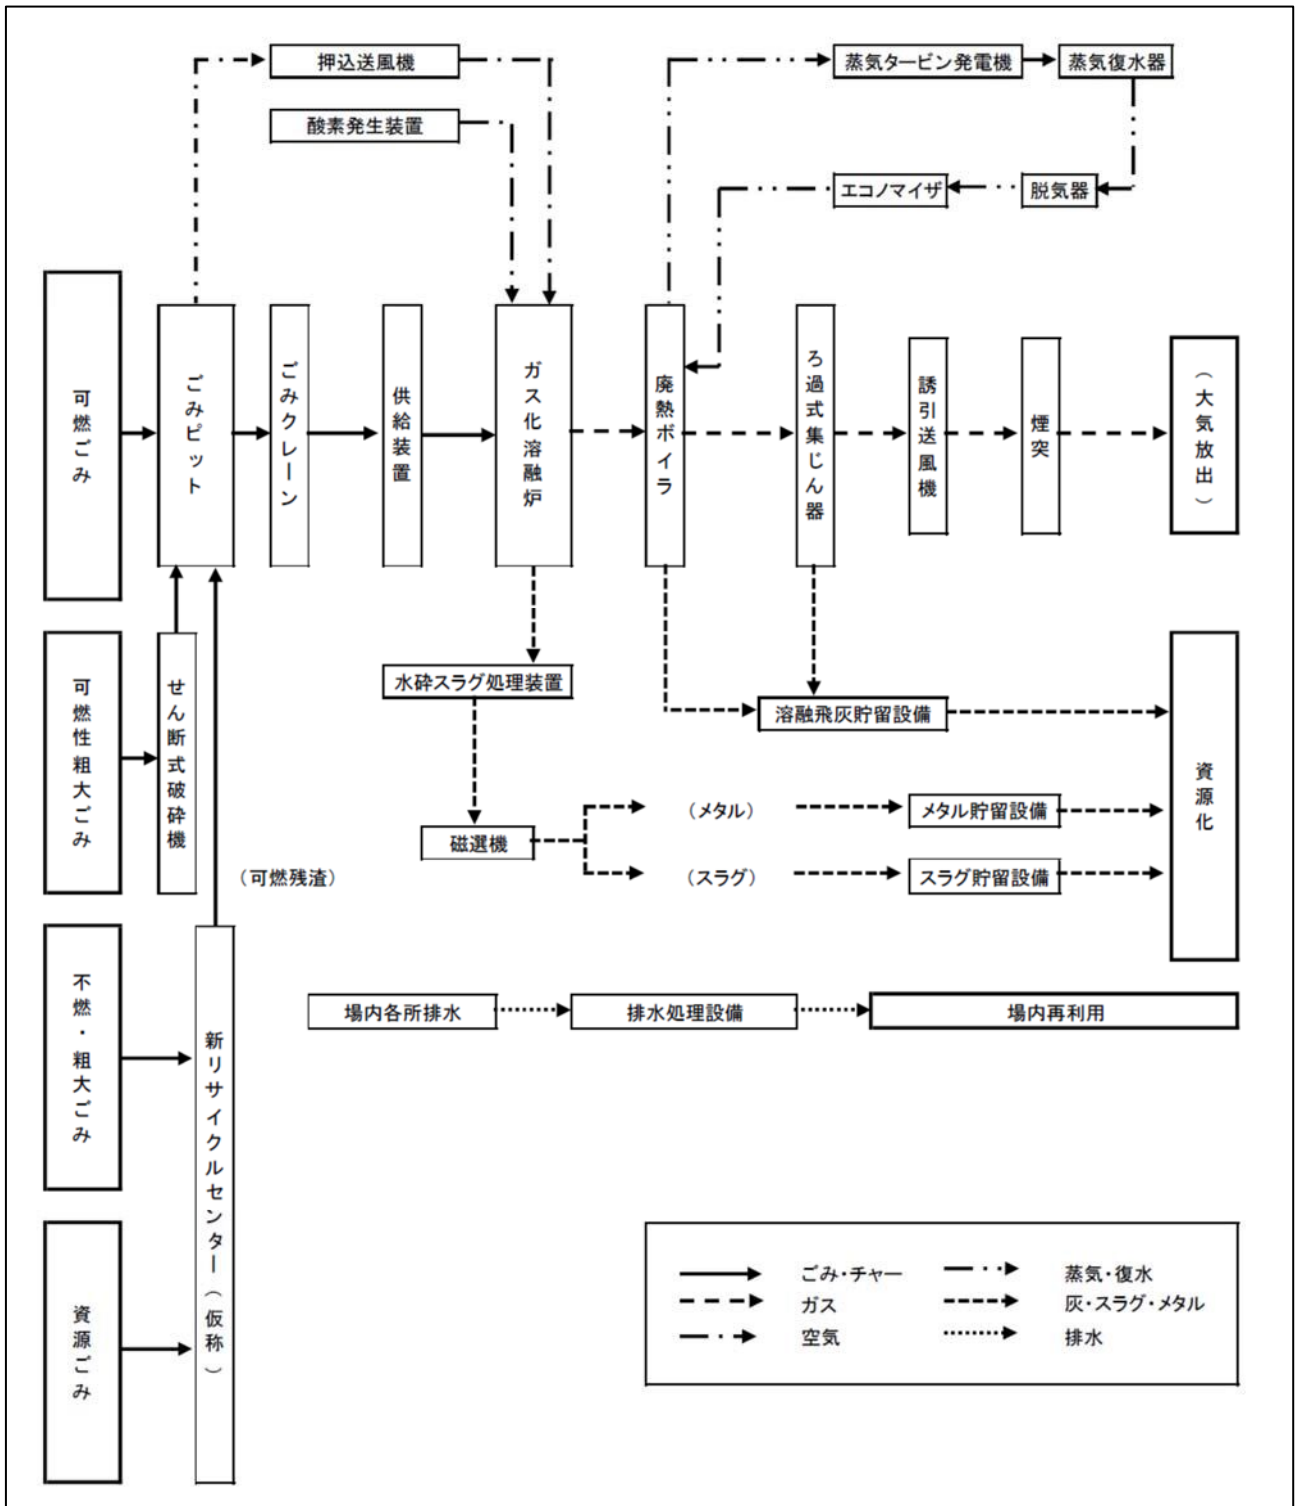 押込送風機
蒸気タービン発電機
蒸気復水器
酸素発生装置
エコノマイザ
脱気器
可燃ごみ
ごみピット
ごみクレーン
供給装置
ガス化溶融炉
廃熱ボイラ
ろ過式集じん器
誘引送風機
煙突
（大気放出）
可燃性粗大ごみ
せん断式破砕機
水砕スラグ処理装置
溶融飛灰貯留設備
資源化
（メタル）
メタル貯留設備
磁選機
（可燃残渣）
（スラグ）
スラグ貯留設備
不燃・粗大ごみ
新リサイクルセンター（仮称）
場内各所排水
排水処理設備
場内再利用
資源ごみ
ごみ・チャー
蒸気・復水
ガス
灰・スラグ・メタル
空気
排水